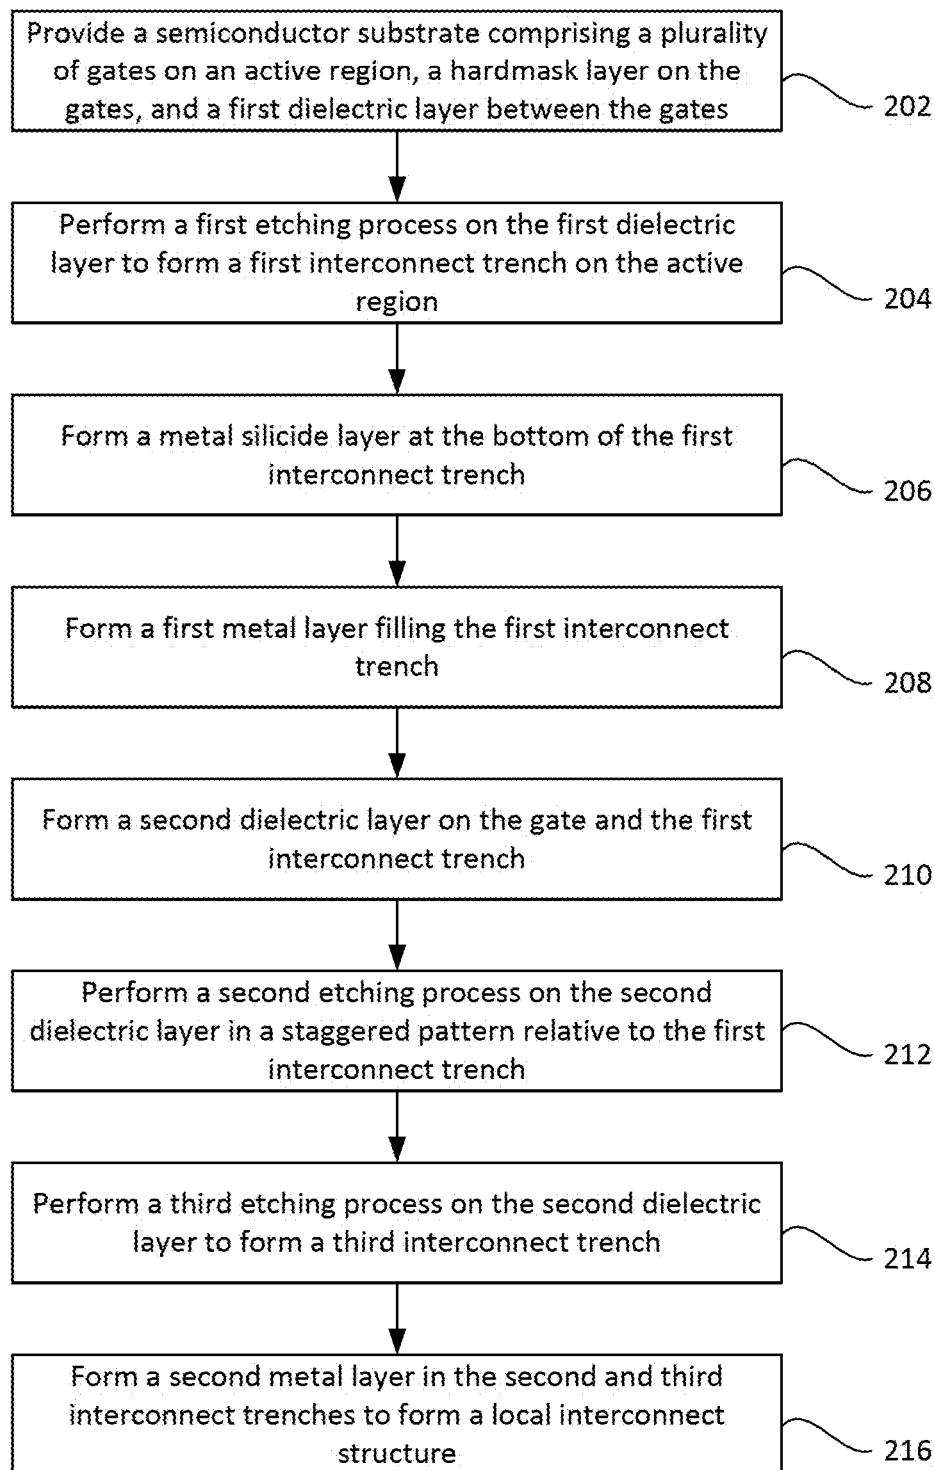 Provide a semiconductor substrate comprising a plurality
of gates on an active region, a hardmask layer on the
gates, and a first dielectric layer between the gates
202
Perform a first etching process on the first dielectric
layer to form a first interconnect trench on the active
region
204
Form a metal silicide layer at the bottom of the first
interconnect trench
206
Form a first metal layer filling the first interconnect
trench
208
Form a second dielectric layer on the gate and the first
interconnect trench
210
Perform a second etching process on the second
dielectric layer in a staggered pattern relative to the first
interconnect trench
212
Perform a third etching process on the second dielectric
layer to form a third interconnect trench
214
Form a second metal layer in the second and third
interconnect trenches to form a local interconnect
structure
216